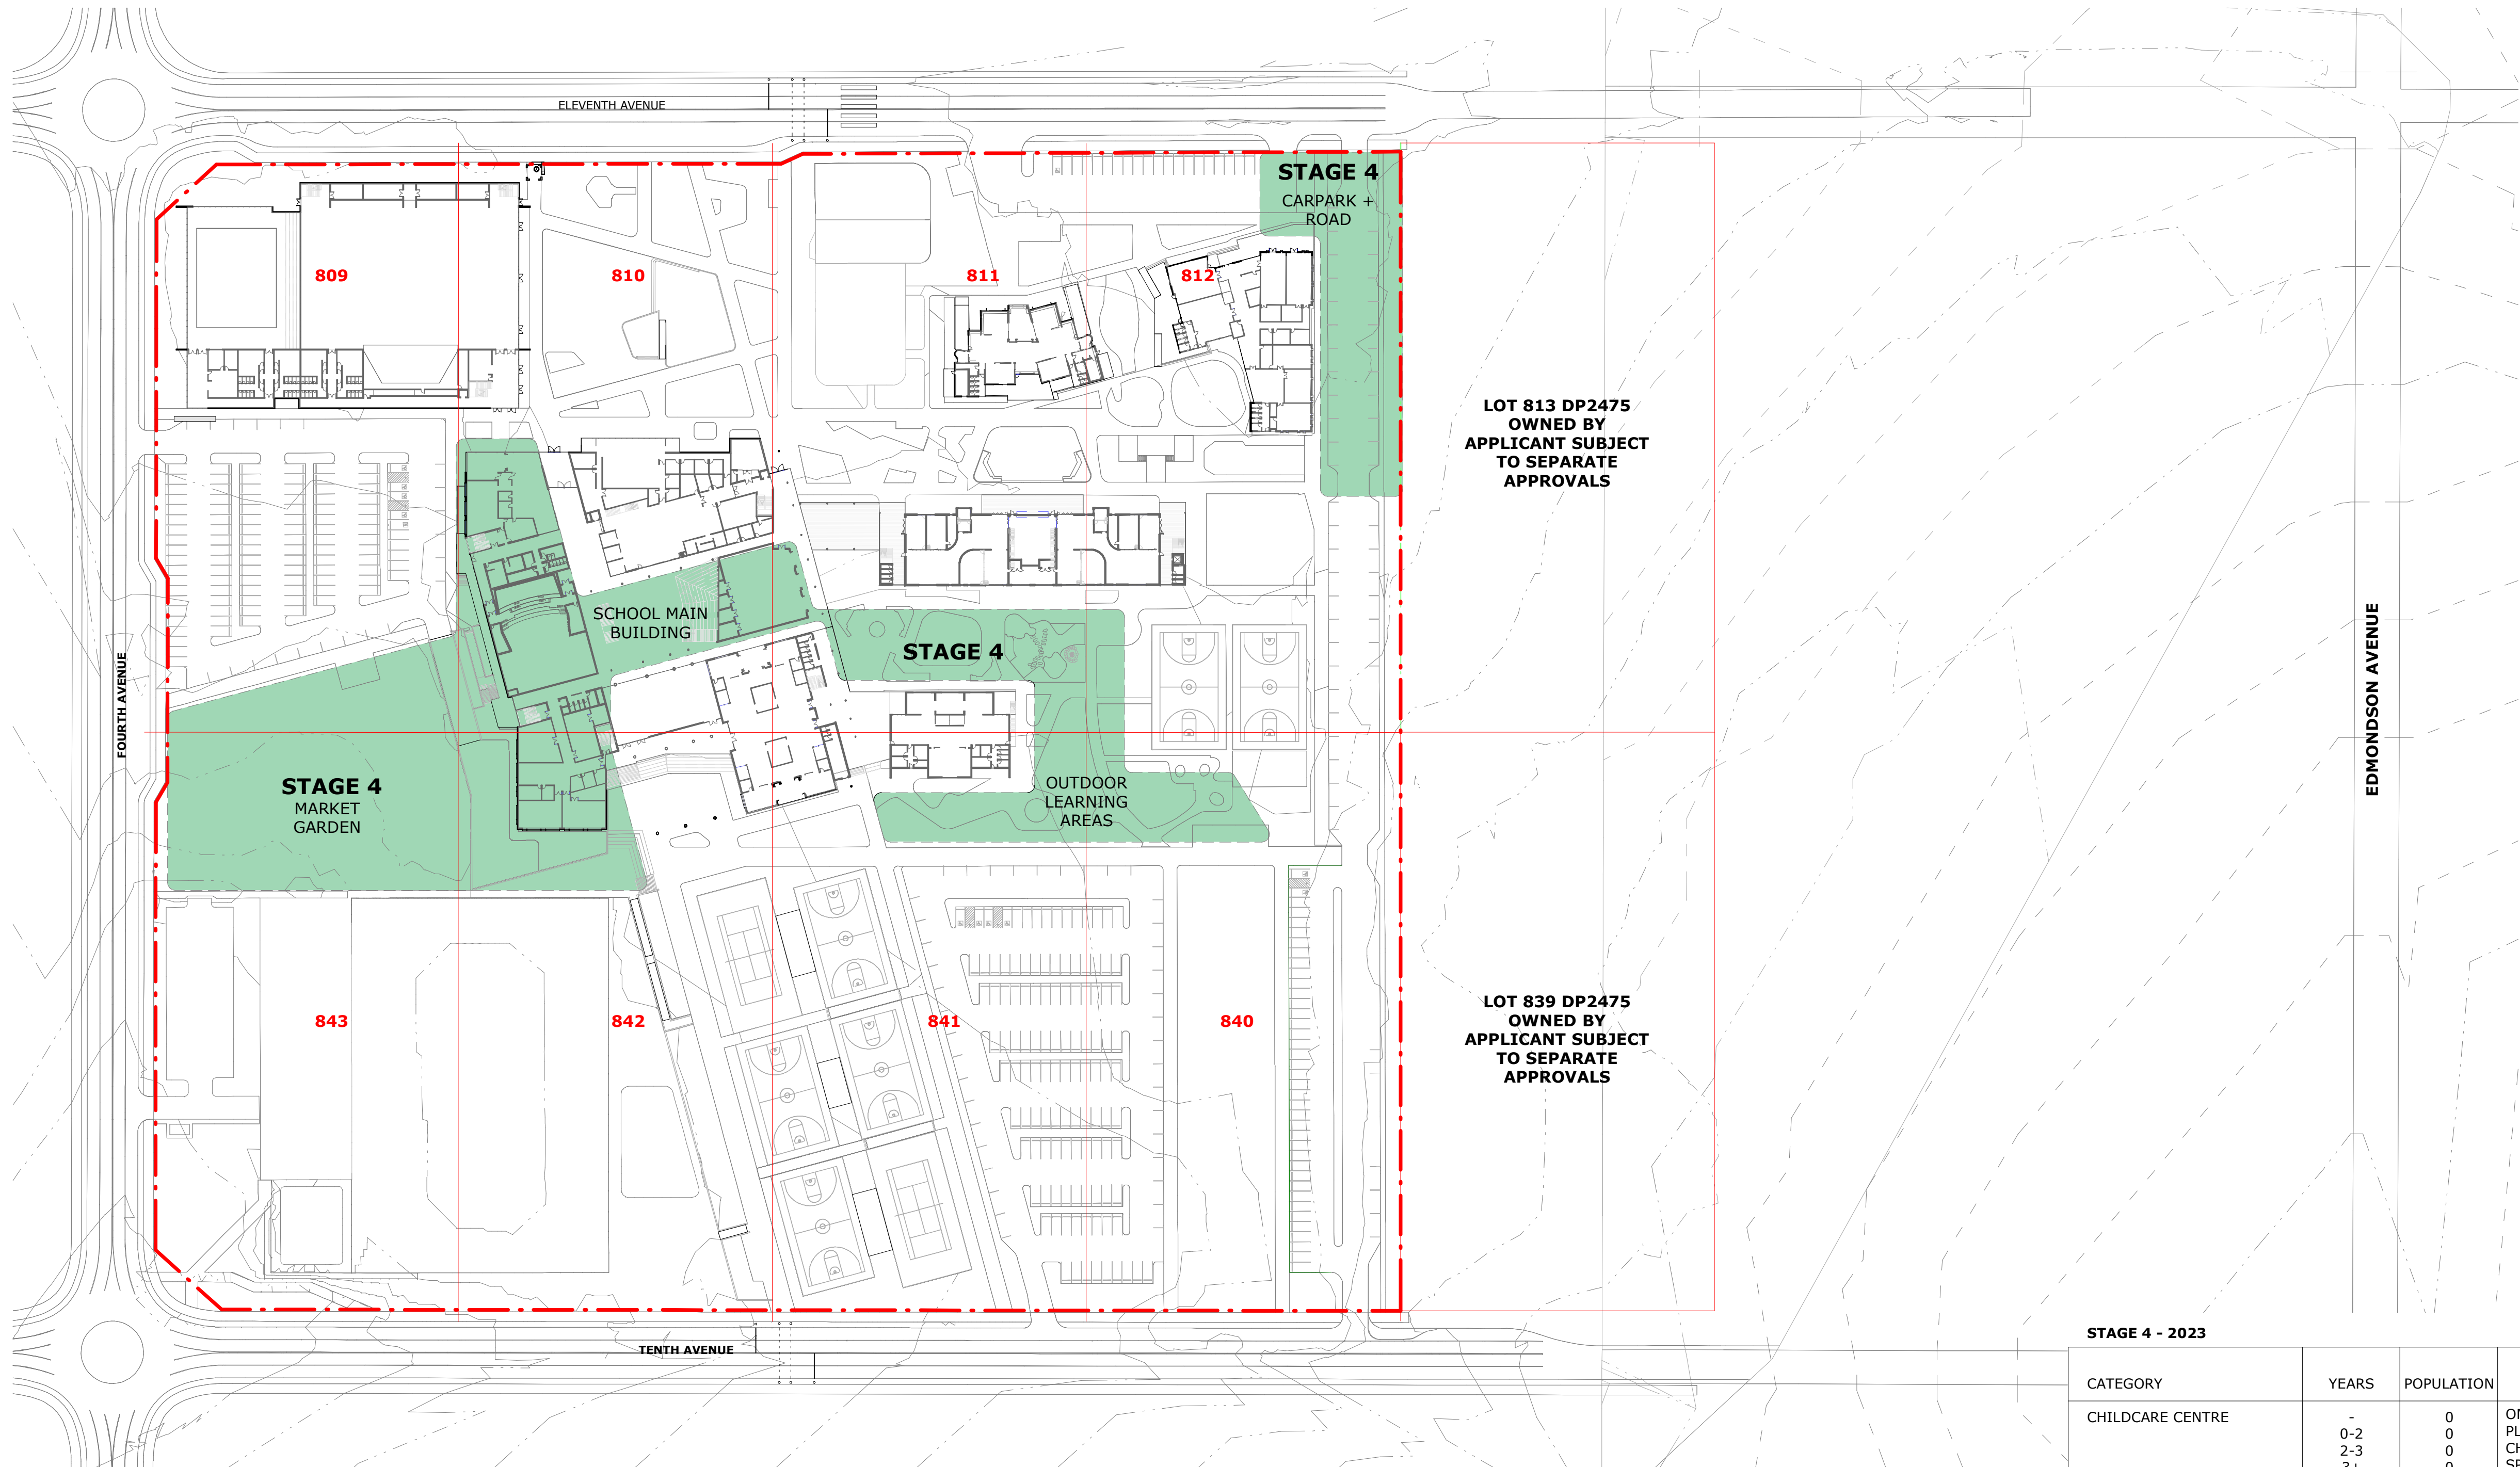 ELEVENTH AVENUE
STAGE 4
CARPARK +
ROAD
809
810
811
812
LOT 813 DP2475
OWNED BY
APPLICANT SUBJECT
TO SEPARATE
APPROVALS
SCHOOL MAIN
BUILDING
STAGE 4
FOURTH AVENUE
EDMONDSON AVENUE
STAGE 4
MARKET
GARDEN
OUTDOOR
LEARNING
AREAS
843
842
841
840
LOT 839 DP2475
OWNED BY
APPLICANT SUBJECT
TO SEPARATE
APPROVALS
TENTH AVENUE
STAGE 4 - 2023
CATEGORY YEARS POPULATION
CHILDCARE CENTRE - 0
0-2 0
2-3 0